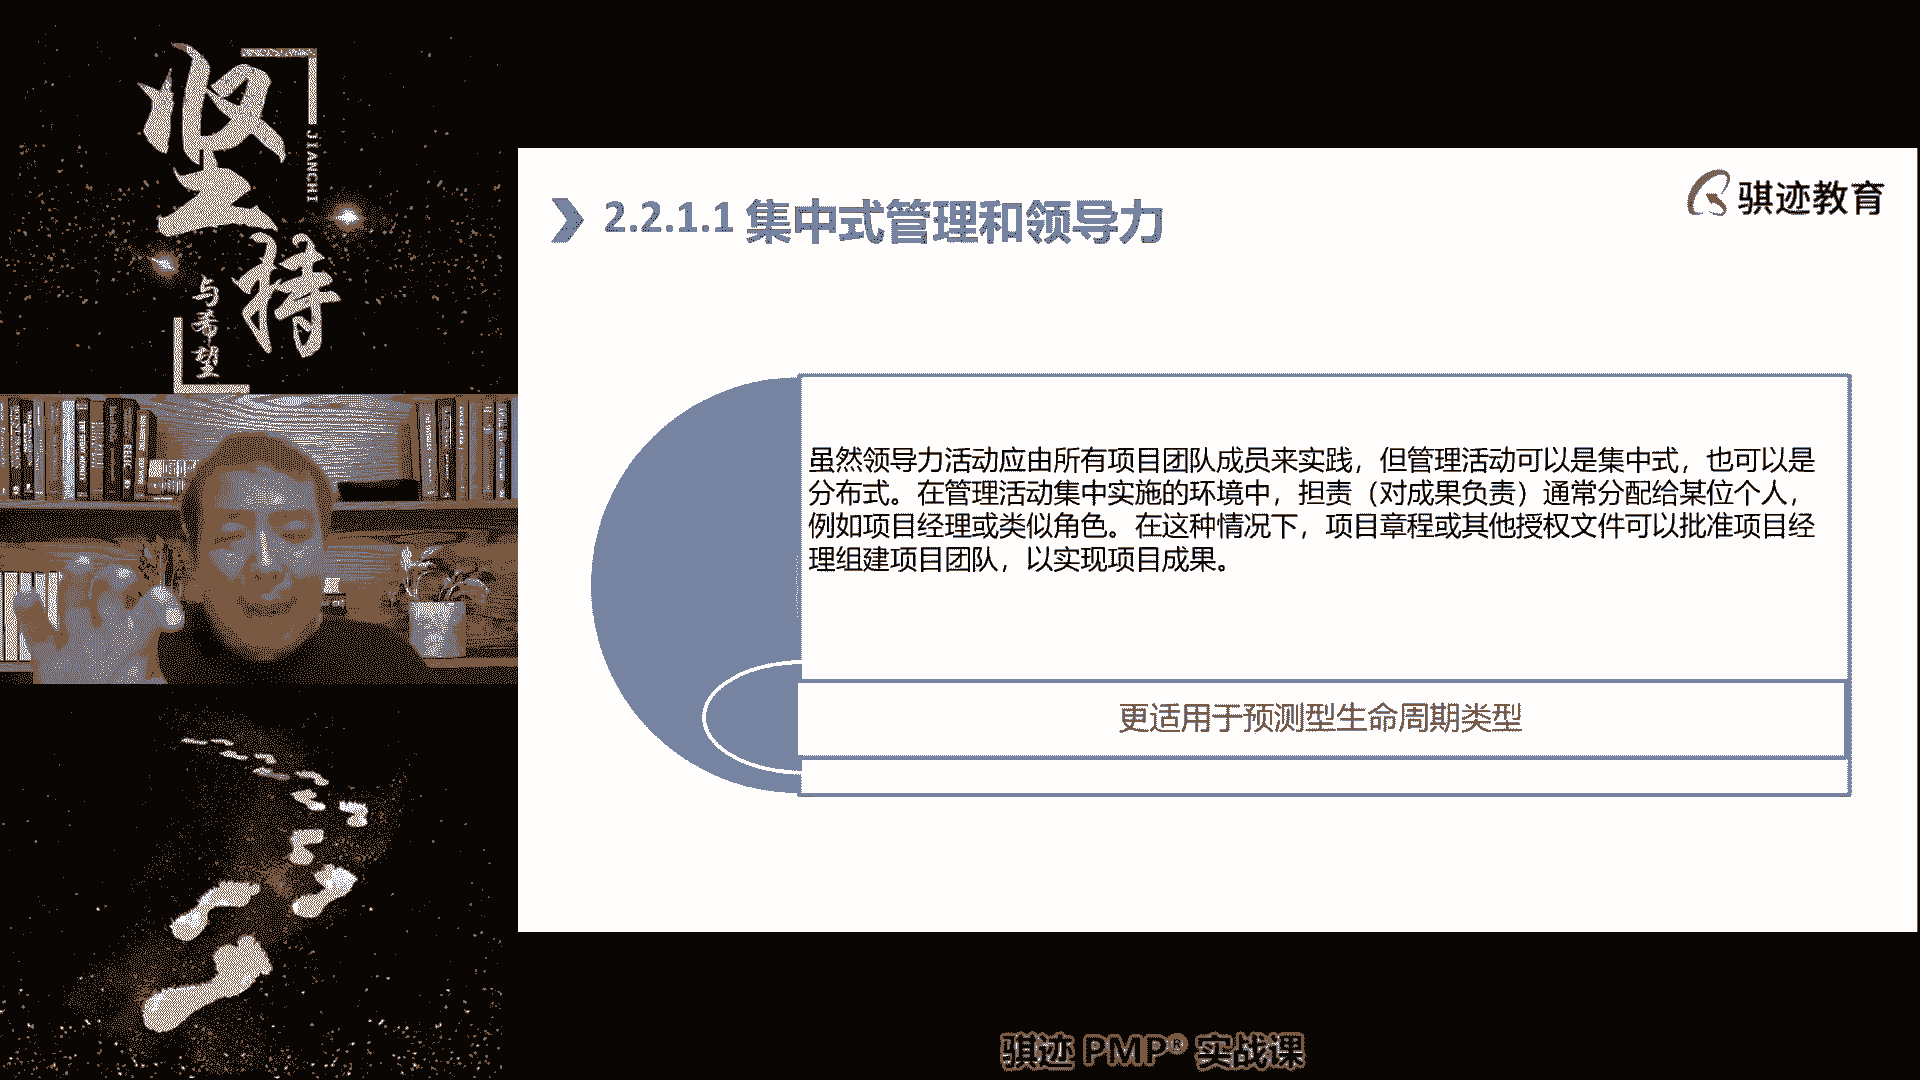 坚持
JIANCHI
与希望
骐迹教育
2.2.1.1 集中式管理和领导力
虽然领导力活动应由所有项目团队成员来实践，但管理活动可以是集中式，也可以是
分布式。在管理活动集中实施的环境中，担责（对成果负责）通常分配给某位个人，
例如项目经理或类似角色。在这种情况下，项目章程或其他授权文件可以批准项目经
理组建项目团队，以实现项目成果。
更适用于预测型生命周期类型
骐迹 PMP® 实战课